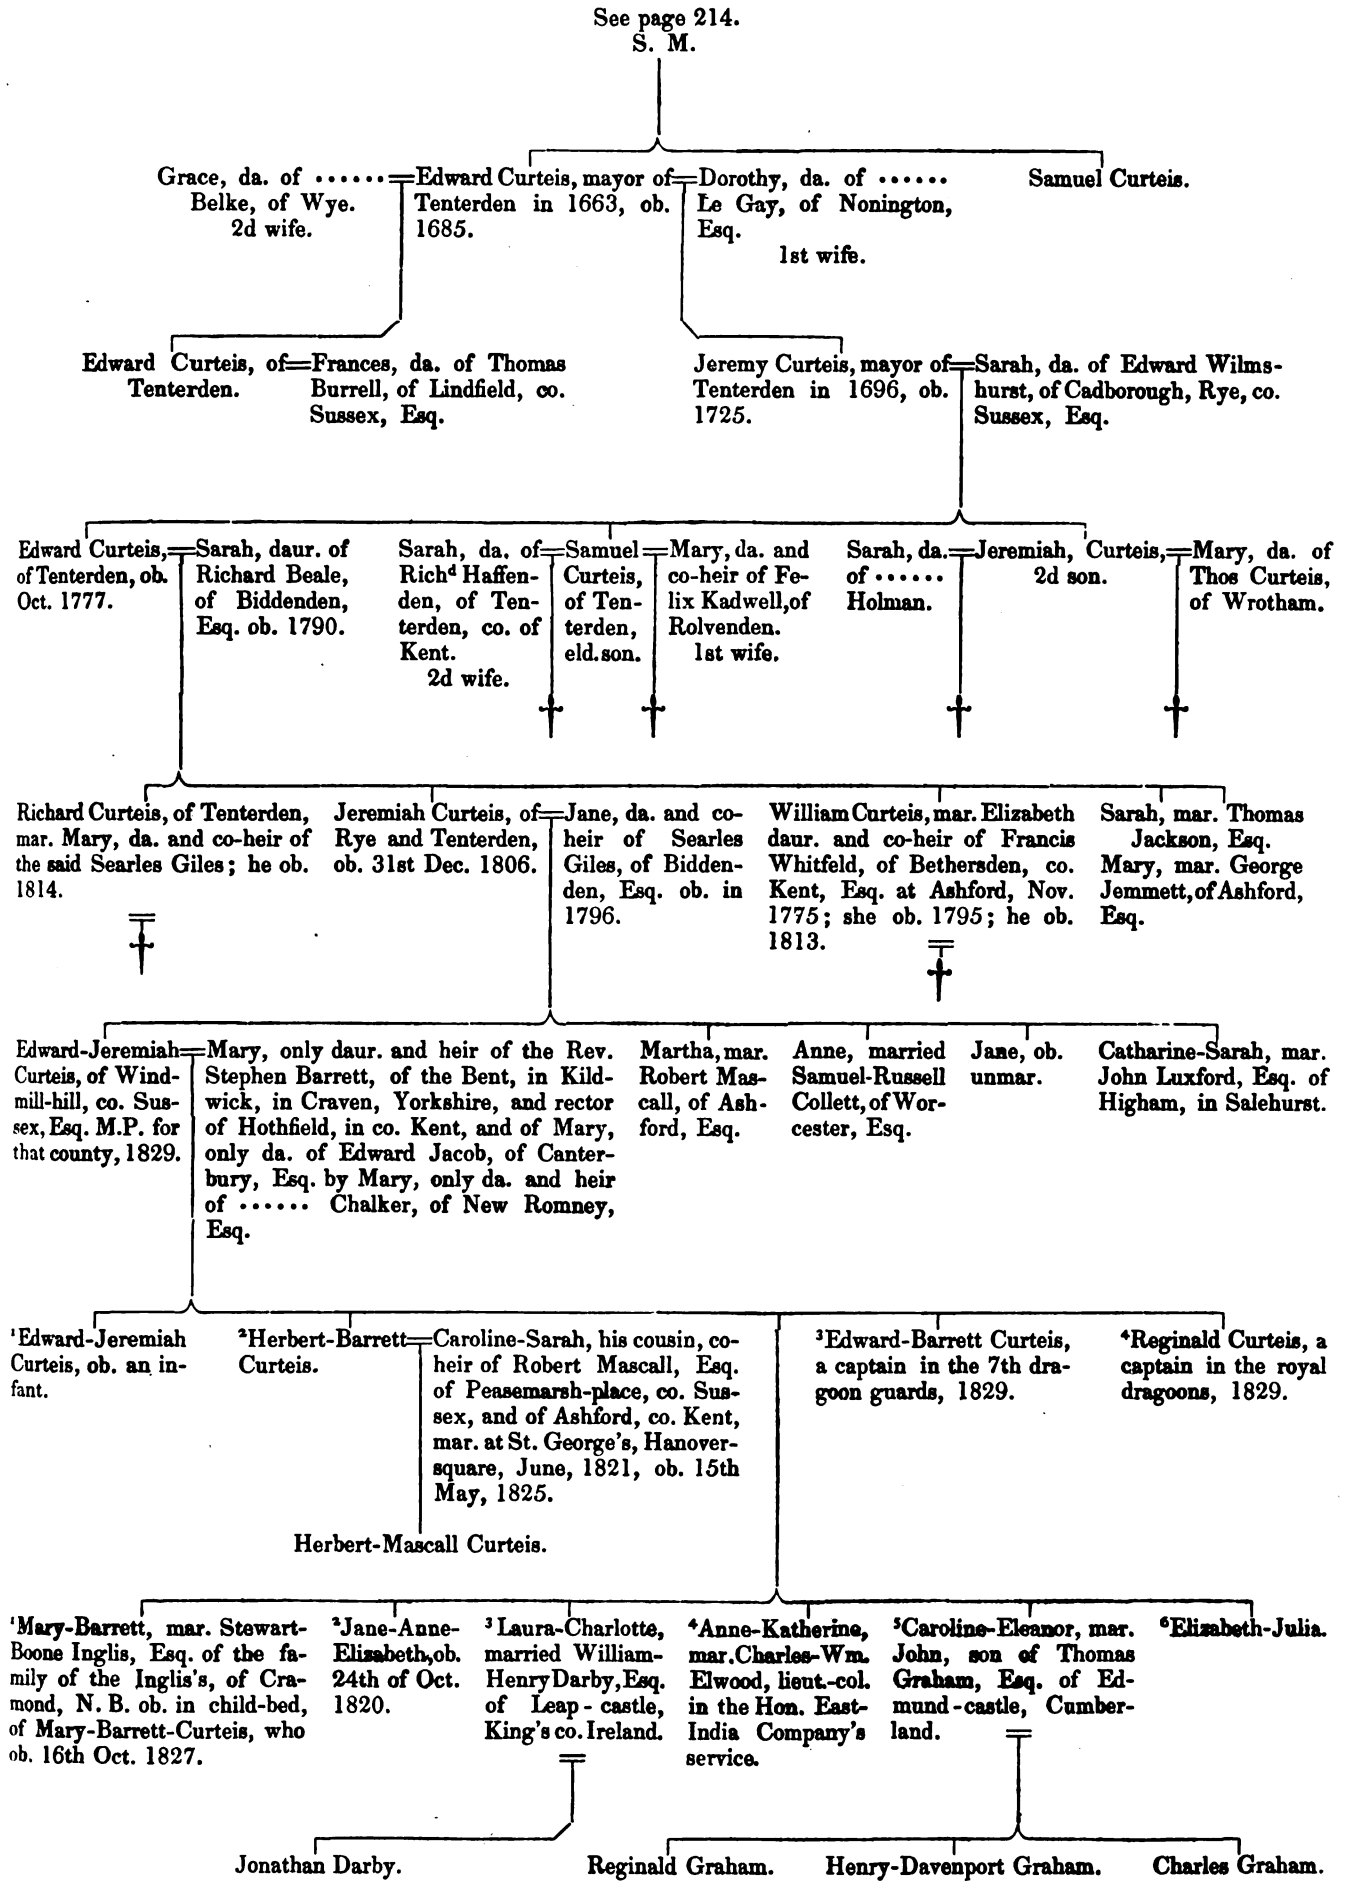 See page 214.
S. M.
Grace, da. of ······
Belke, of Wye.
2d wife.
Edward Curteis, mayor of
Tenterden in 1663, ob.
1685.
Dorothy, da. of ······
Le Gay, of Nonington,
Esq.
1st wife.
Samuel Curteis.
Edward Curteis, of
Tenterden.
Frances, da. of Thomas
Burrell, of Lindfield, co.
Sussex, Esq.
Jeremy Curteis, mayor of
Tenterden in 1696, ob.
1725.
Sarah, da. of Edward Wilms-
hurst, of Cadborough, Rye, co.
Sussex, Esq.
Edward Curteis,
of Tenterden, ob.
Oct. 1777.
Sarah, daur. of
Richard Beale,
of Biddenden,
Esq. ob. 1790.
Sarah, da. of
Richᵈ Haffen-
den, of Ten-
terden, co. of
Kent.
2d wife.
Samuel
Curteis,
of Ten-
terden,
eld. son.
Mary, da. and
co-heir of Fe-
lix Kadwell, of
Rolvenden.
1st wife.
Sarah, da.
of ······
Holman.
Jeremiah, Curteis,
2d son.
Mary, da. of
Thos Curteis,
of Wrotham.
Richard Curteis, of Tenterden,
mar. Mary, da. and co-heir of
the said Searles Giles; he ob.
1814.
Jeremiah Curteis, of
Rye and Tenterden,
ob. 31st Dec. 1806.
Jane, da. and co-
heir of Searles
Giles, of Bidden-
den, Esq. ob. in
1796.
William Curteis, mar. Elizabeth
daur. and co-heir of Francis
Whitfeld, of Bethersden, co.
Kent, Esq. at Ashford, Nov.
1775; she ob. 1795; he ob.
1813.
Sarah, mar. Thomas
Jackson, Esq.
Mary, mar. George
Jemmett, of Ashford,
Esq.
Edward-Jeremiah
Curteis, of Wind-
mill-hill, co. Sus-
sex, Esq. M.P. for
that county, 1829.
Mary, only daur. and heir of the Rev.
Stephen Barrett, of the Bent, in Kild-
wick, in Craven, Yorkshire, and rector
of Hothfield, in co. Kent, and of Mary,
only da. of Edward Jacob, of Canter-
bury, Esq. by Mary, only da. and heir
of ······ Chalker, of New Romney,
Esq.
Martha, mar.
Robert Mas-
call, of Ash-
ford, Esq.
Anne, married
Samuel-Russell
Collett, of Wor-
cester, Esq.
Jane, ob.
unmar.
Catharine-Sarah, mar.
John Luxford, Esq. of
Higham, in Salehurst.
¹Edward-Jeremiah
Curteis, ob. an in-
fant.
²Herbert-Barrett
Curteis.
Caroline-Sarah, his cousin, co-
heir of Robert Mascall, Esq.
of Peasemarsh-place, co. Sus-
sex, and of Ashford, co. Kent,
mar. at St. George's, Hanover-
square, June, 1821, ob. 15th
May, 1825.
³Edward-Barrett Curteis,
a captain in the 7th dra-
goon guards, 1829.
⁴Reginald Curteis, a
captain in the royal
dragoons, 1829.
Herbert-Mascall Curteis.
¹Mary-Barrett, mar. Stewart-
Boone Inglis, Esq. of the fa-
mily of the Inglis's, of Cra-
mond, N. B. ob. in child-bed,
of Mary-Barrett-Curteis, who
ob. 16th Oct. 1827.
²Jane-Anne-
Elizabeth, ob.
24th of Oct.
1820.
³Laura-Charlotte,
married William-
Henry Darby, Esq.
of Leap-castle,
King's co. Ireland.
⁴Anne-Katherine,
mar. Charles-Wm.
Elwood, lieut.-col.
in the Hon. East-
India Company's
service.
⁵Caroline-Eleanor, mar.
John, son of Thomas
Graham, Esq. of Ed-
mund-castle, Cumber-
land.
⁶Elizabeth-Julia.
Jonathan Darby.
Reginald Graham.
Henry-Davenport Graham.
Charles Graham.